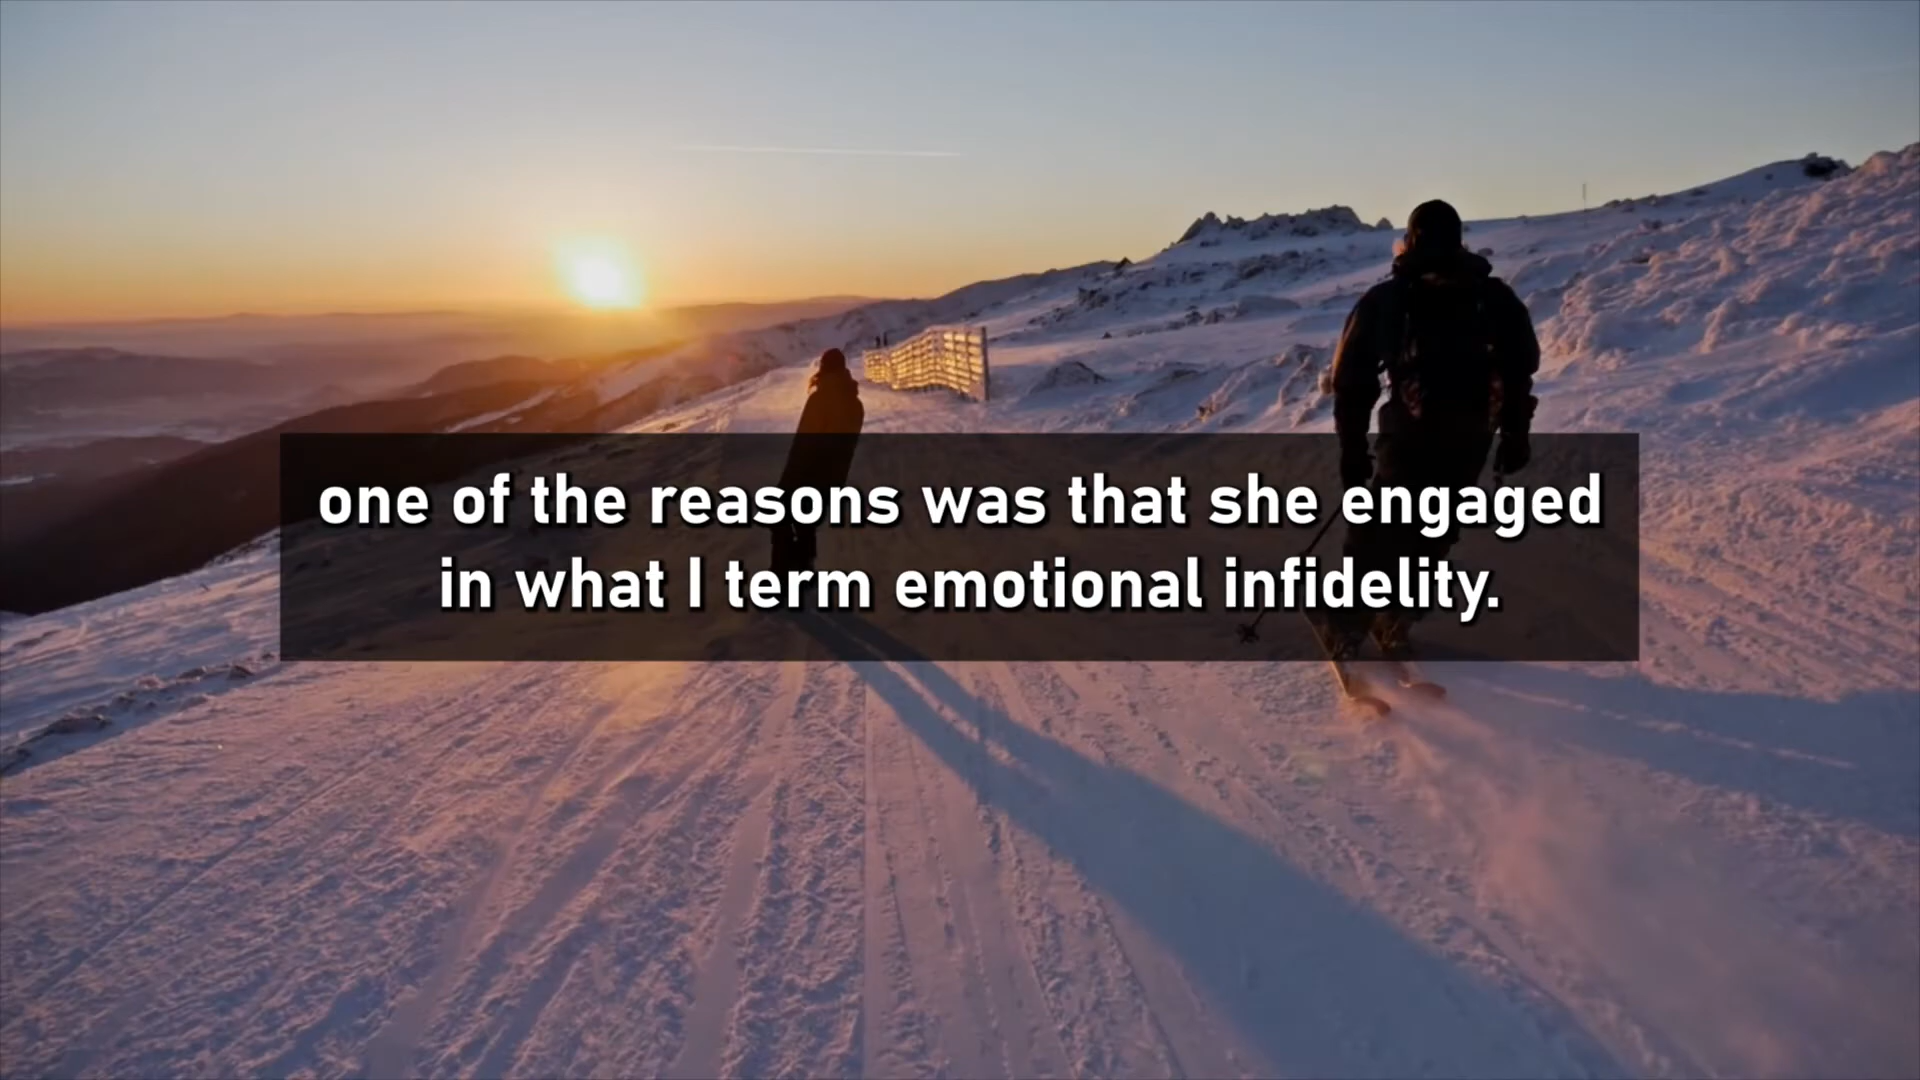 one of the reasons was that she engaged
in what I term emotional infidelity.